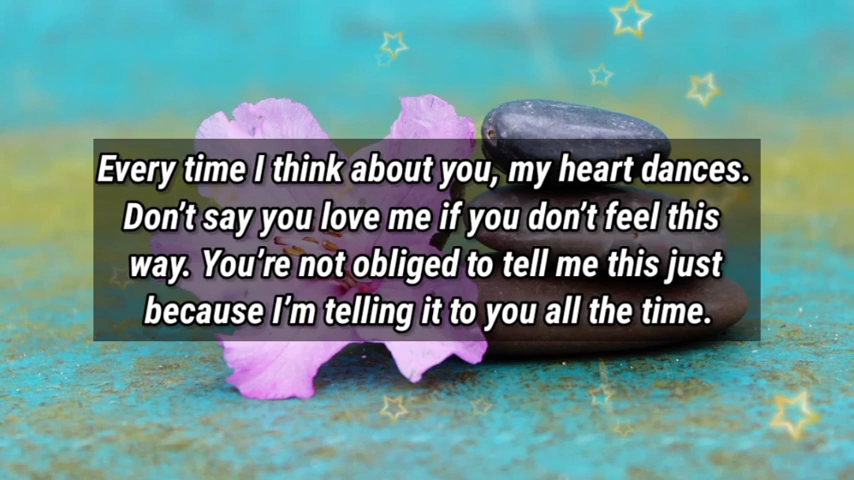 Every time I think about you, my heart dances.
Don't say you love me if you don't feel this
way. You're not obliged to tell me this just
because I'm telling it to you all the time.